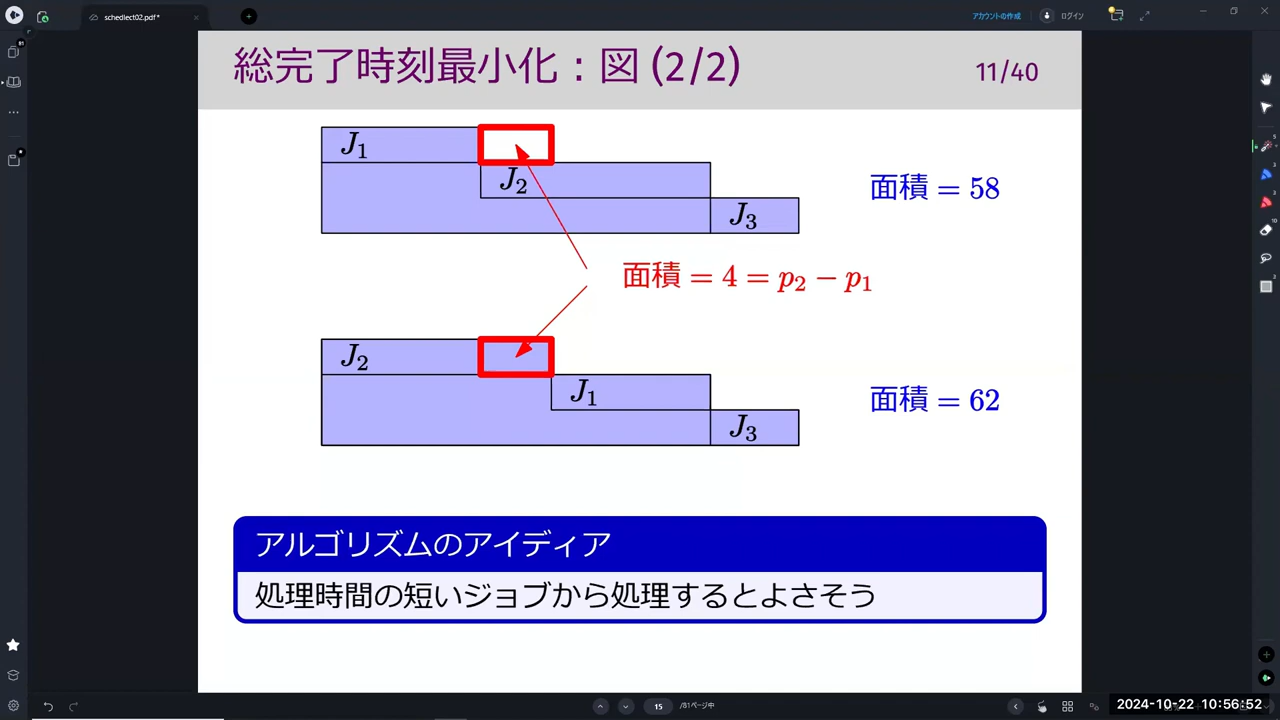 schedlect02.pdf*
アカウントの作成
ログイン
総完了時刻最小化：図 (2/2)
11/40
J1
J2
J3
面積 = 58
面積 = 4 = p2 − p1
J2
J1
J3
面積 = 62
アルゴリズムのアイディア
処理時間の短いジョブから処理するとよさそう
15
/81ページ中
2024-10-22 10:56:52